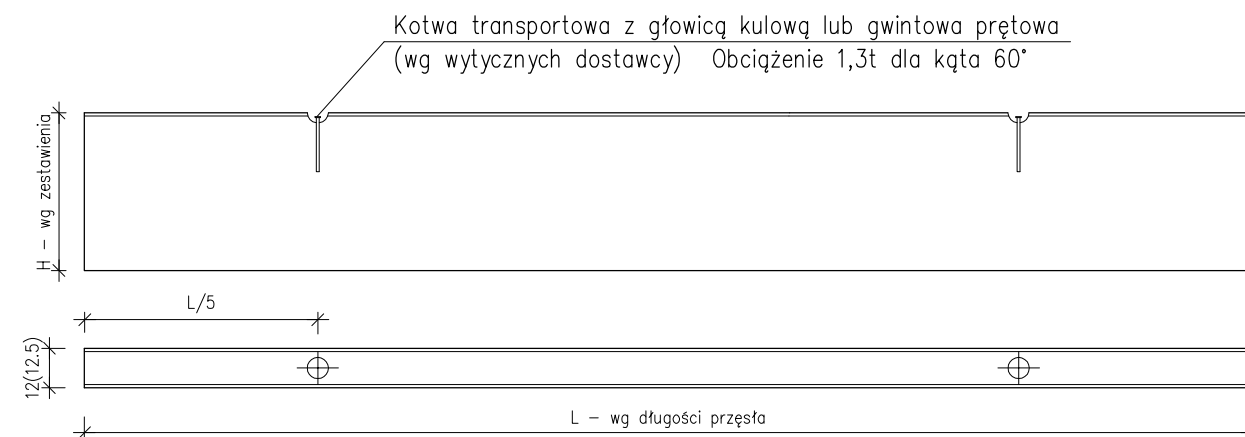 Kotwa transportowa z głowicą kulową lub gwintowa prętowa
(wg wytycznych dostawcy) Obciążenie 1,3t dla kąta 60°
H – wg zestawienia
L/5
12(12.5)
L – wg długości przęsła